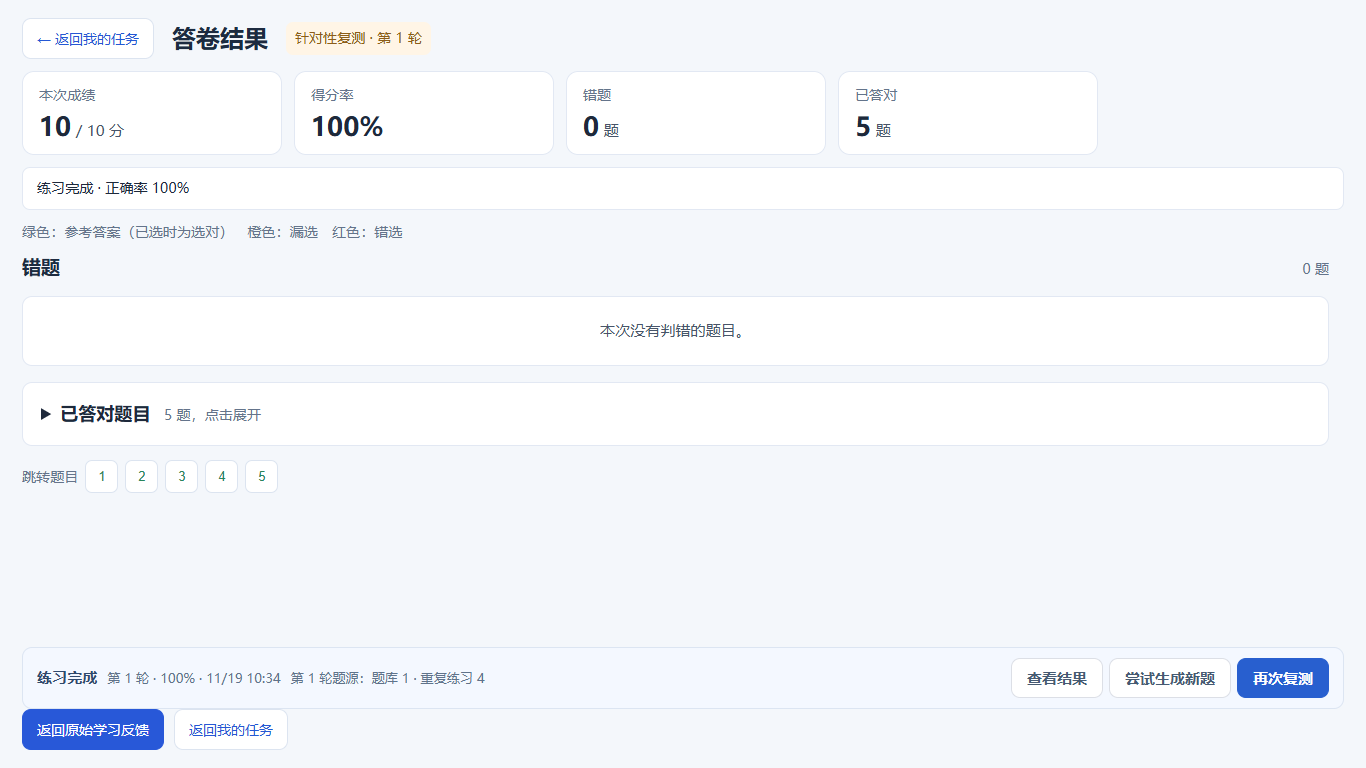 ← 返回我的任务 答卷结果 针对性复测 · 第 1 轮
本次成绩 得分率 错题 已答对
10 / 10 分 100% 0 题 5 题
练习完成 · 正确率 100%
绿色：参考答案（已选时为选对） 橙色：漏选 红色：错选
错题 0 题
本次没有判错的题目。
▶ 已答对题目 5 题，点击展开
跳转题目 1 2 3 4 5
练习完成 第 1 轮 · 100% · 11/19 10:34 第 1 轮题源：题库 1 · 重复练习 4 查看结果 尝试生成新题 再次复测
返回原始学习反馈 返回我的任务